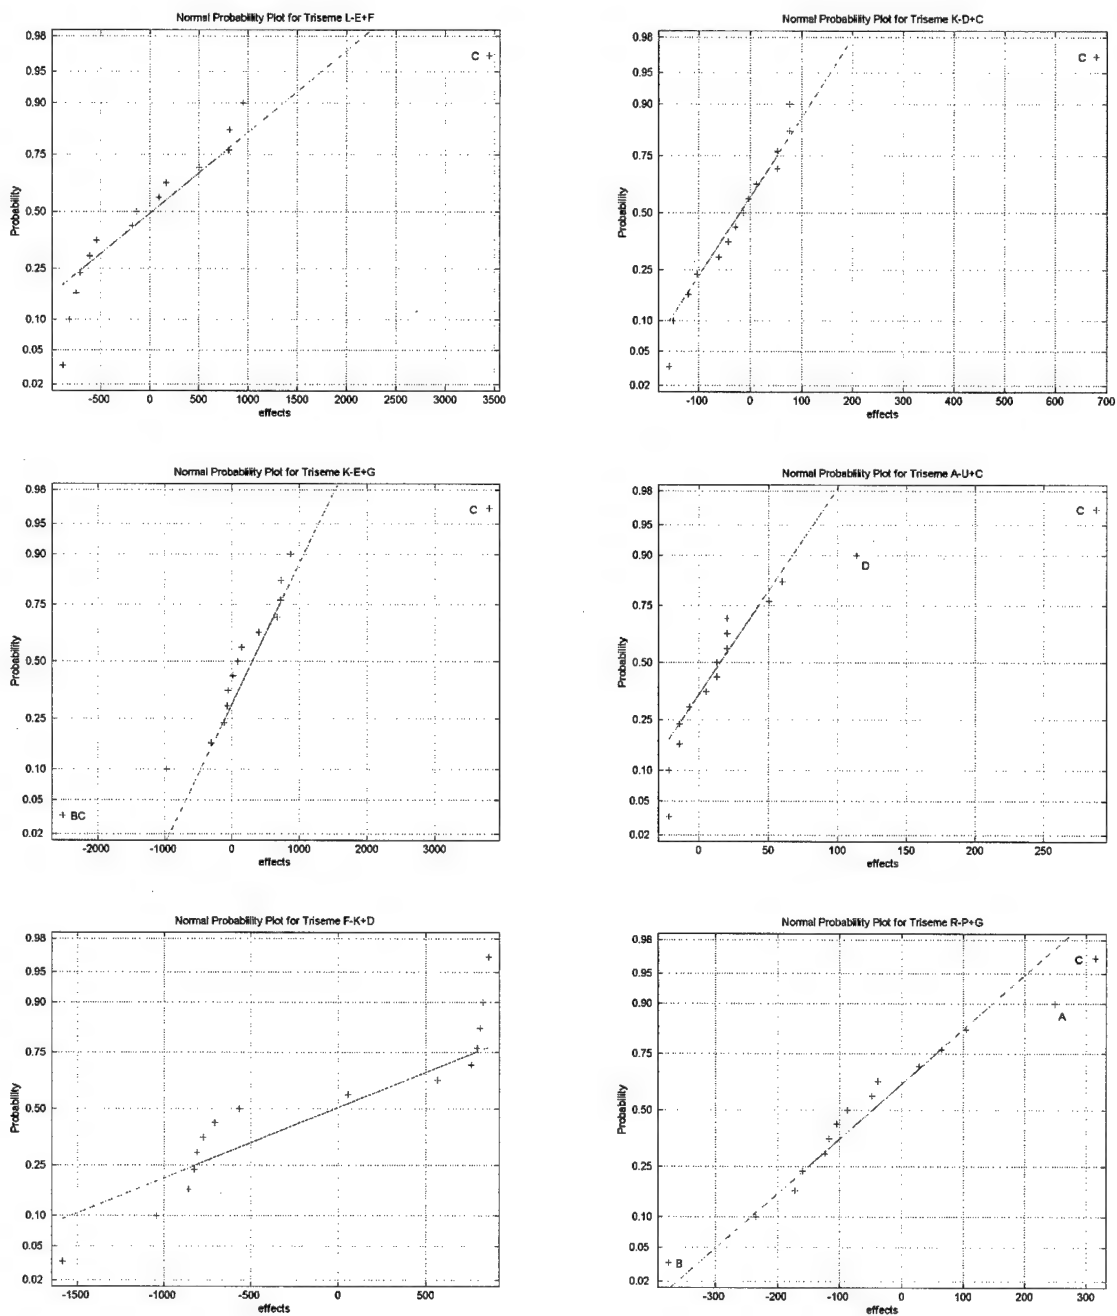 Normal Probability Plot for Triseme L-E+F
0.98
0.95
0.90
0.75
0.50
0.25
0.10
0.05
0.02
Probability
C
-500 0 500 1000 1500 2000 2500 3000 3500
effects
Normal Probability Plot for Triseme K-D+C
0.98
0.95
0.90
0.75
0.50
0.25
0.10
0.05
0.02
Probability
C
-100 0 100 200 300 400 500 600 700
effects
Normal Probability Plot for Triseme K-E+G
0.98
0.95
0.90
0.75
0.50
0.25
0.10
0.05
0.02
Probability
C
BC
-2000 -1000 0 1000 2000 3000
effects
Normal Probability Plot for Triseme A-U+C
0.98
0.95
0.90
0.75
0.50
0.25
0.10
0.05
0.02
Probability
C
D
0 50 100 150 200 250
effects
Normal Probability Plot for Triseme F-K+D
0.98
0.95
0.90
0.75
0.50
0.25
0.10
0.05
0.02
Probability
-1500 -1000 -500 0 500
effects
Normal Probability Plot for Triseme R-P+G
0.98
0.95
0.90
0.75
0.50
0.25
0.10
0.05
0.02
Probability
C
A
B
-300 -200 -100 0 100 200 300
effects